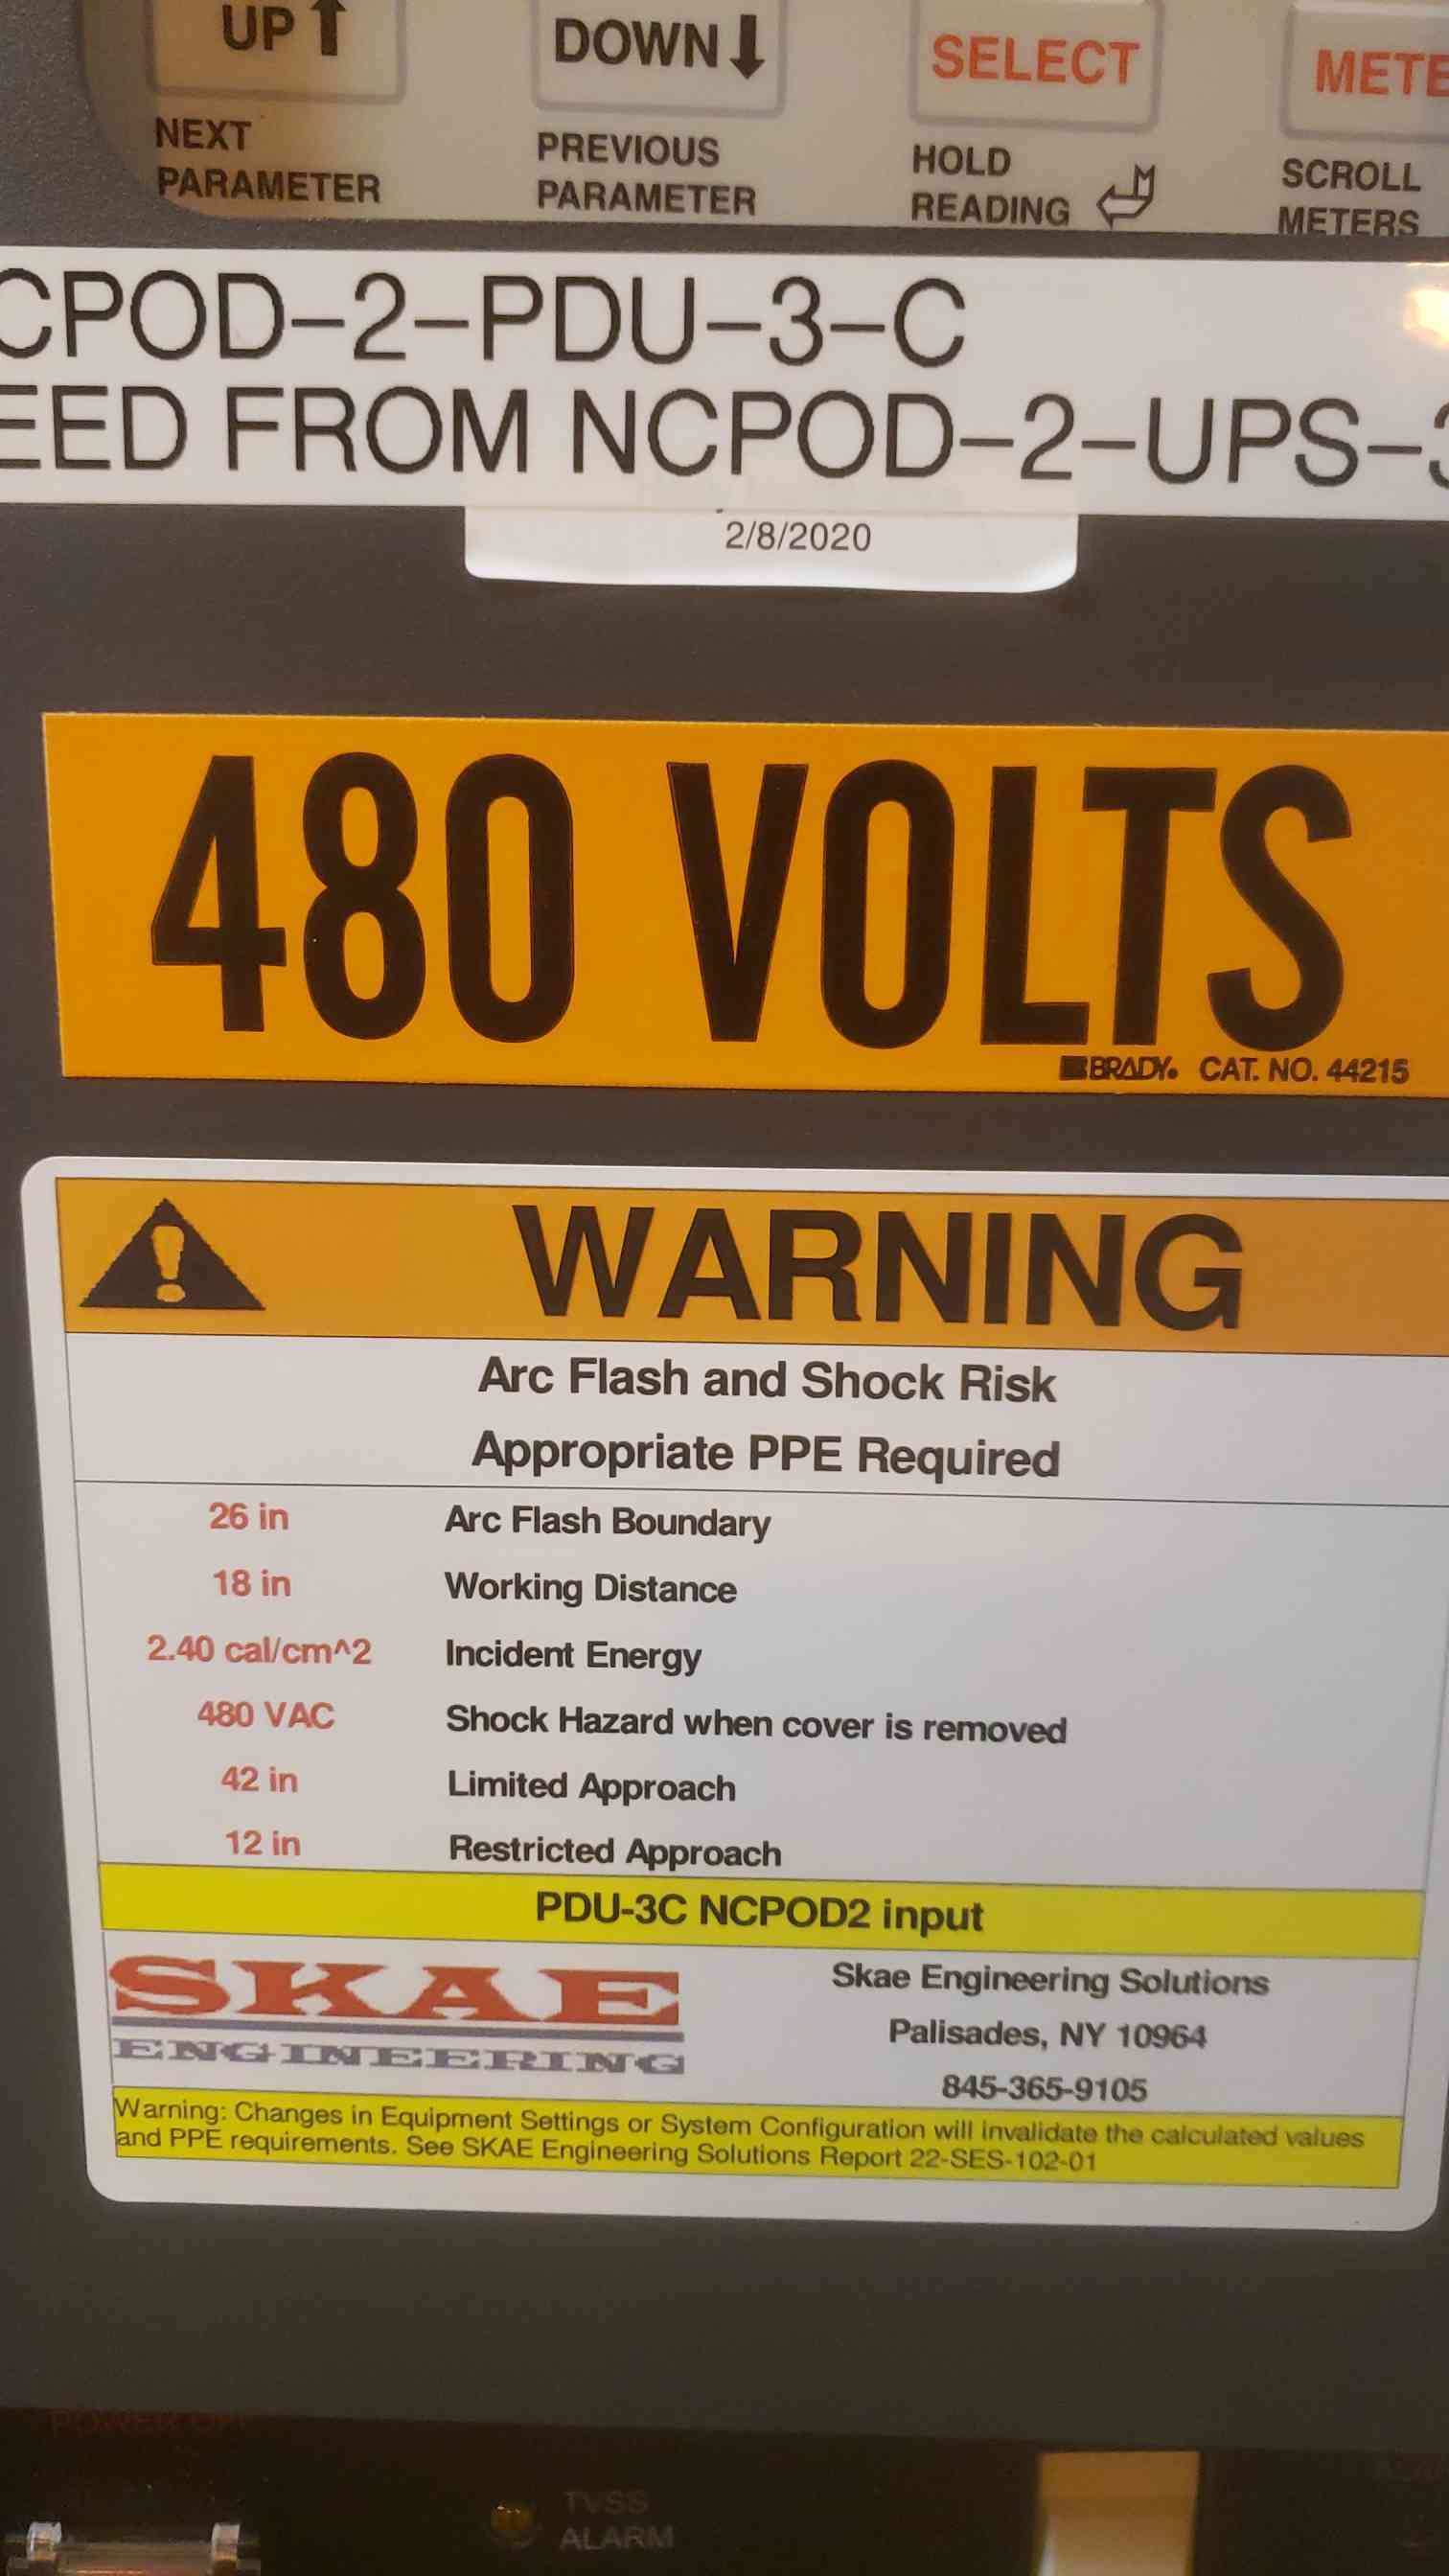 UP ↑
DOWN ↓
SELECT
METE
NEXT
PARAMETER
PREVIOUS
PARAMETER
HOLD
READING
SCROLL
METERS
CPOD-2-PDU-3-C
EED FROM NCPOD-2-UPS-3
2/8/2020
480 VOLTS
BRADY. CAT. NO. 44215
WARNING
Arc Flash and Shock Risk
Appropriate PPE Required
26 in Arc Flash Boundary
18 in Working Distance
2.40 cal/cm^2 Incident Energy
480 VAC Shock Hazard when cover is removed
42 in Limited Approach
12 in Restricted Approach
PDU-3C NCPOD2 input
SKAE
ENGINEERING
Skae Engineering Solutions
Palisades, NY 10964
845-365-9105
Warning: Changes in Equipment Settings or System Configuration will invalidate the calculated values
and PPE requirements. See SKAE Engineering Solutions Report 22-SES-102-01
POWER OFF
TVSS
ALARM